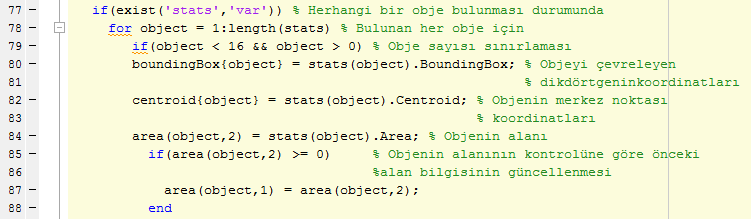 77 – if(exist('stats','var')) % Herhangi bir obje bulunması durumunda
78 – for object = 1:length(stats) % Bulunan her obje için
79 – if(object < 16 && object > 0) % Obje sayısı sınırlaması
80 – boundingBox{object} = stats(object).BoundingBox; % Objeyi çevreleyen
81 % dikdörtgeninkoordinatları
82 – centroid{object} = stats(object).Centroid; % Objenin merkez noktası
83 % koordinatları
84 – area(object,2) = stats(object).Area; % Objenin alanı
85 – if(area(object,2) >= 0) % Objenin alanının kontrolüne göre önceki
86 %alan bilgisinin güncellenmesi
87 – area(object,1) = area(object,2);
88 – end